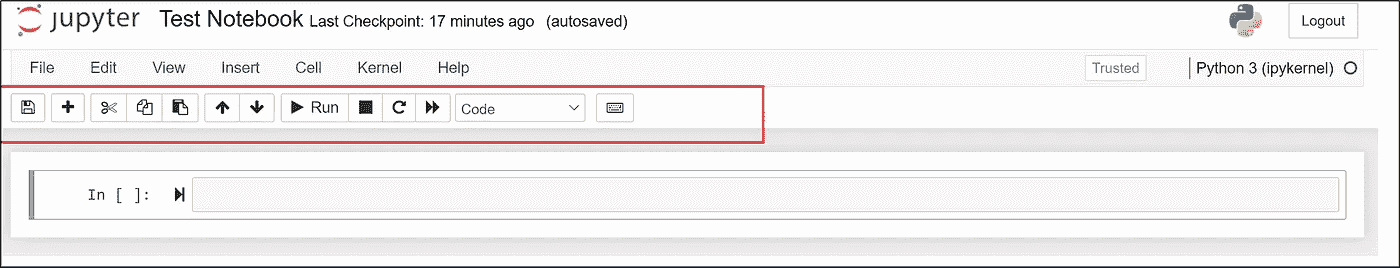 jupyter Test Notebook Last Checkpoint: 17 minutes ago (autosaved) Logout
File Edit View Insert Cell Kernel Help Trusted Python 3 (ipykernel)
Run Code
In [ ]: